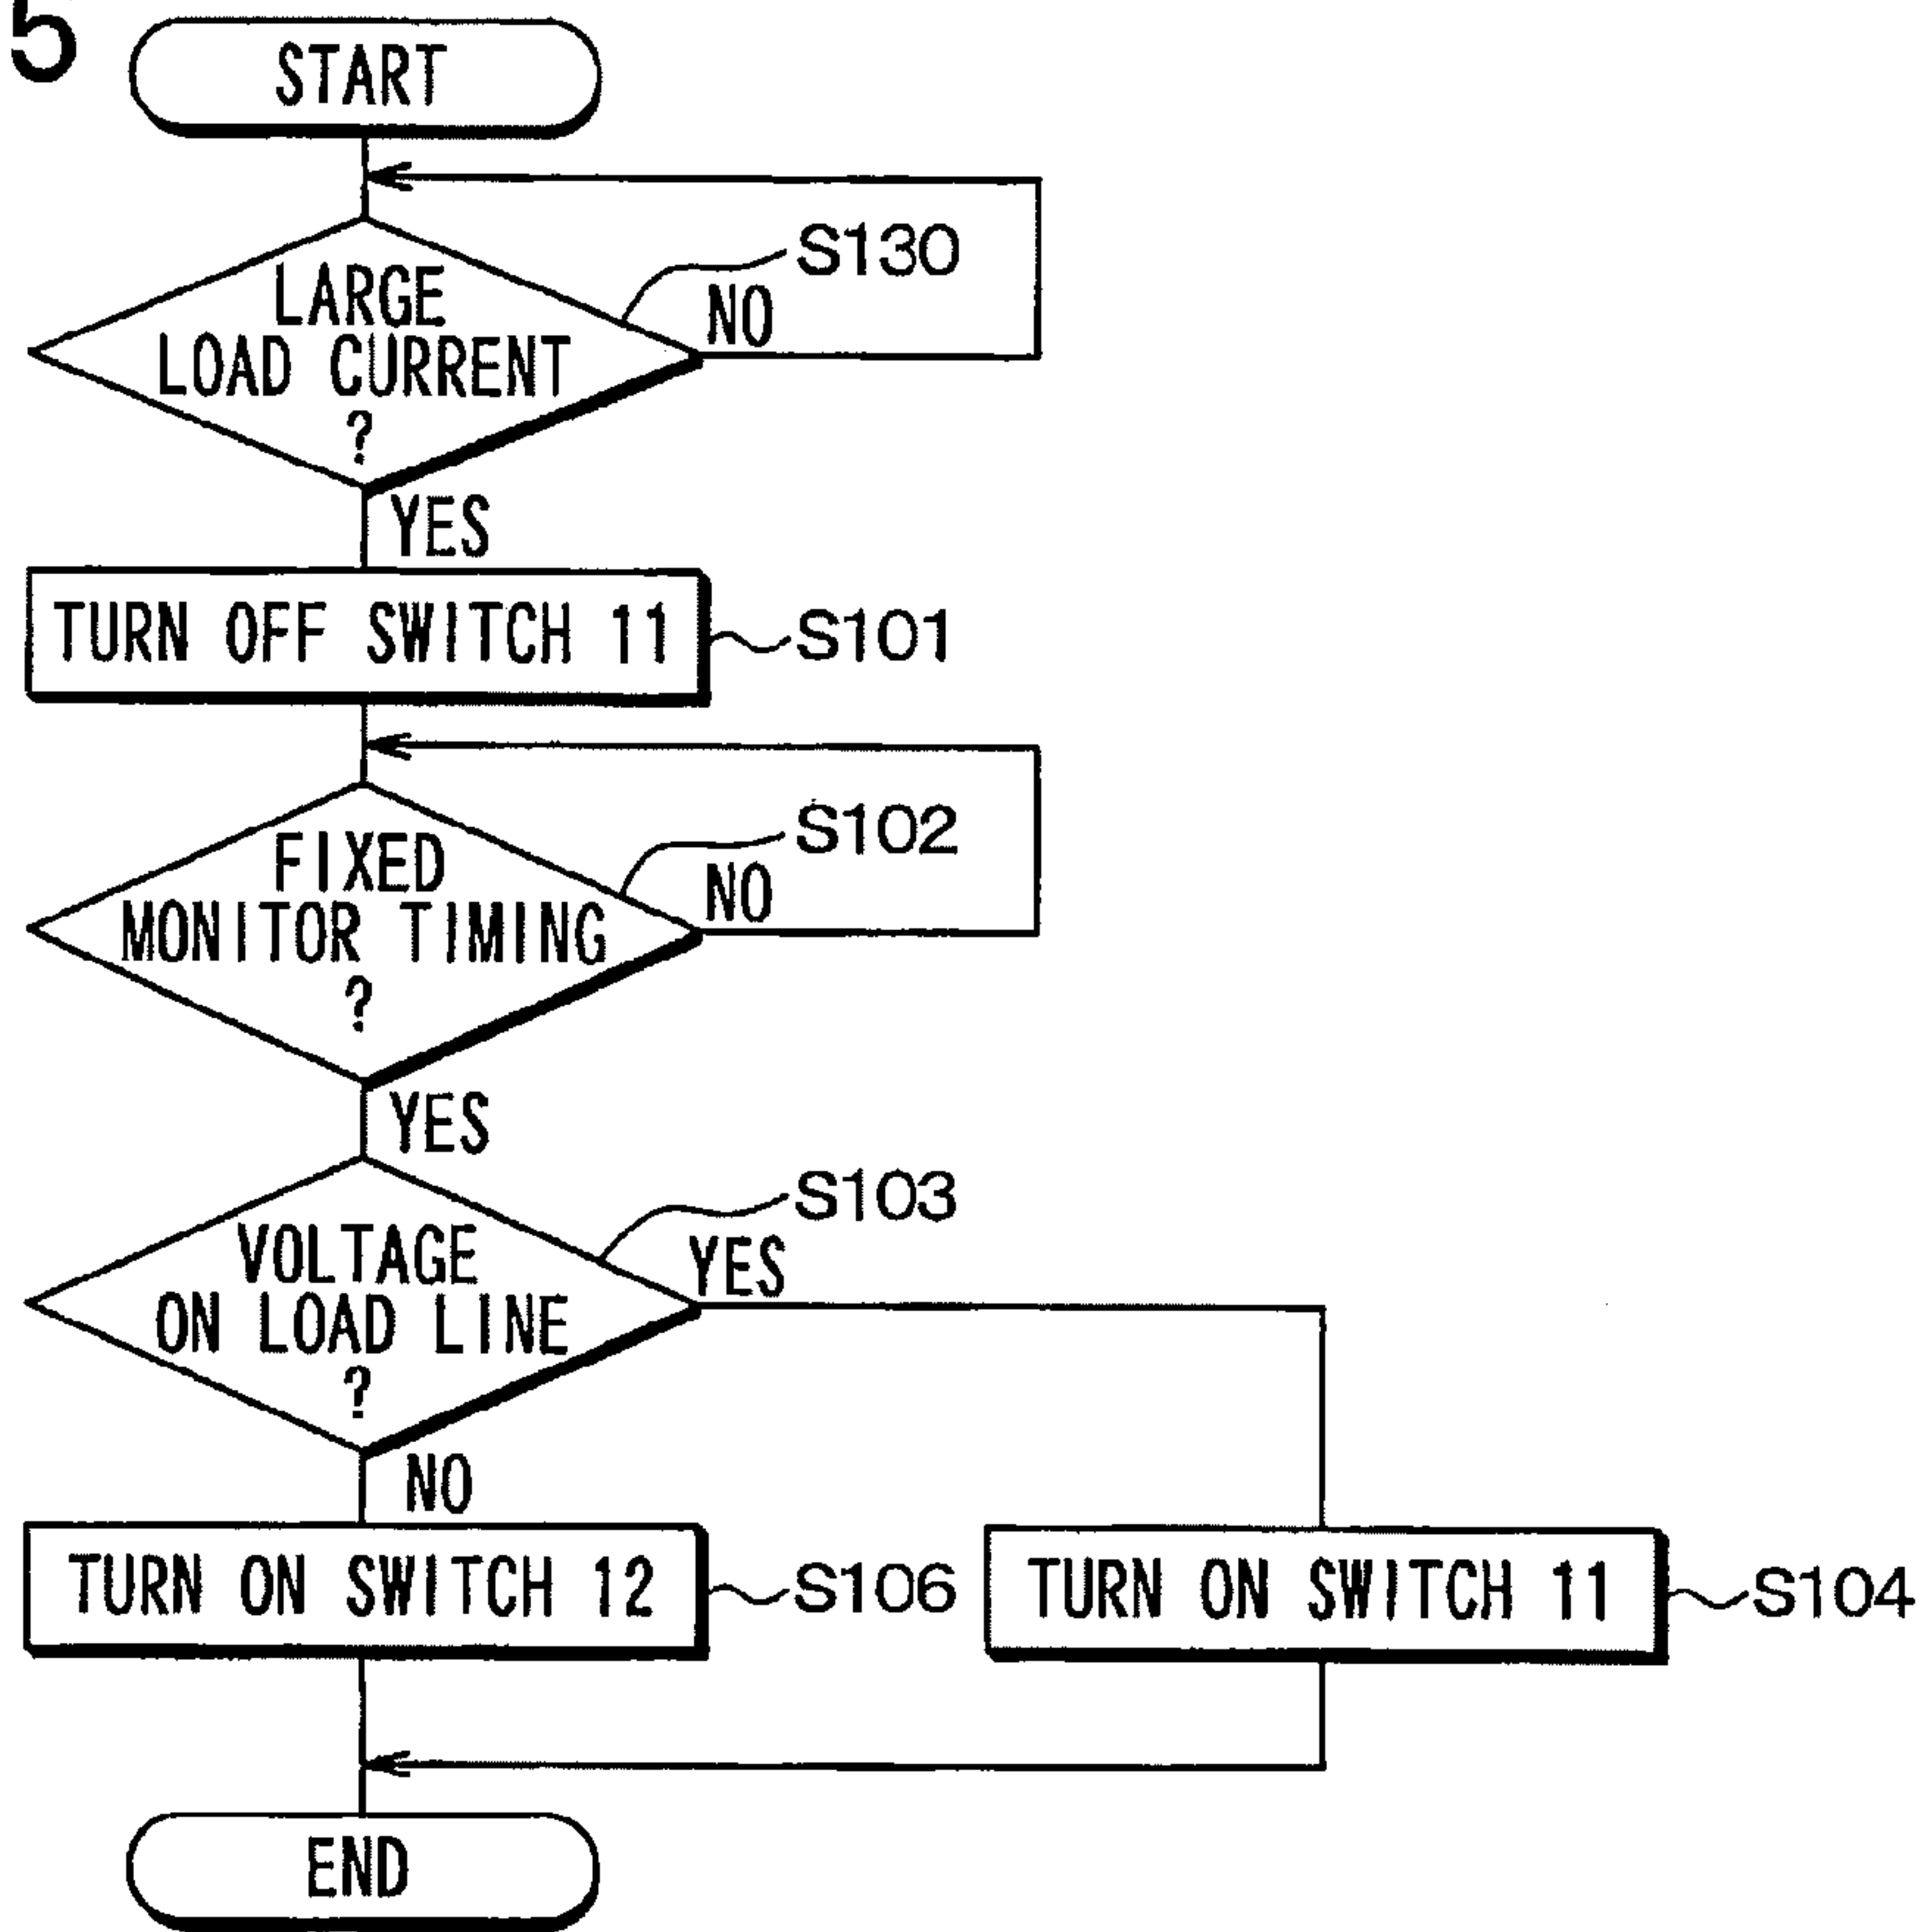 5
START
S130
LARGE
LOAD CURRENT
?
NO
YES
TURN OFF SWITCH 11
S101
S102
FIXED
MONITOR TIMING
?
NO
YES
S103
VOLTAGE
ON LOAD LINE
?
YES
NO
TURN ON SWITCH 12
S106
TURN ON SWITCH 11
S104
END